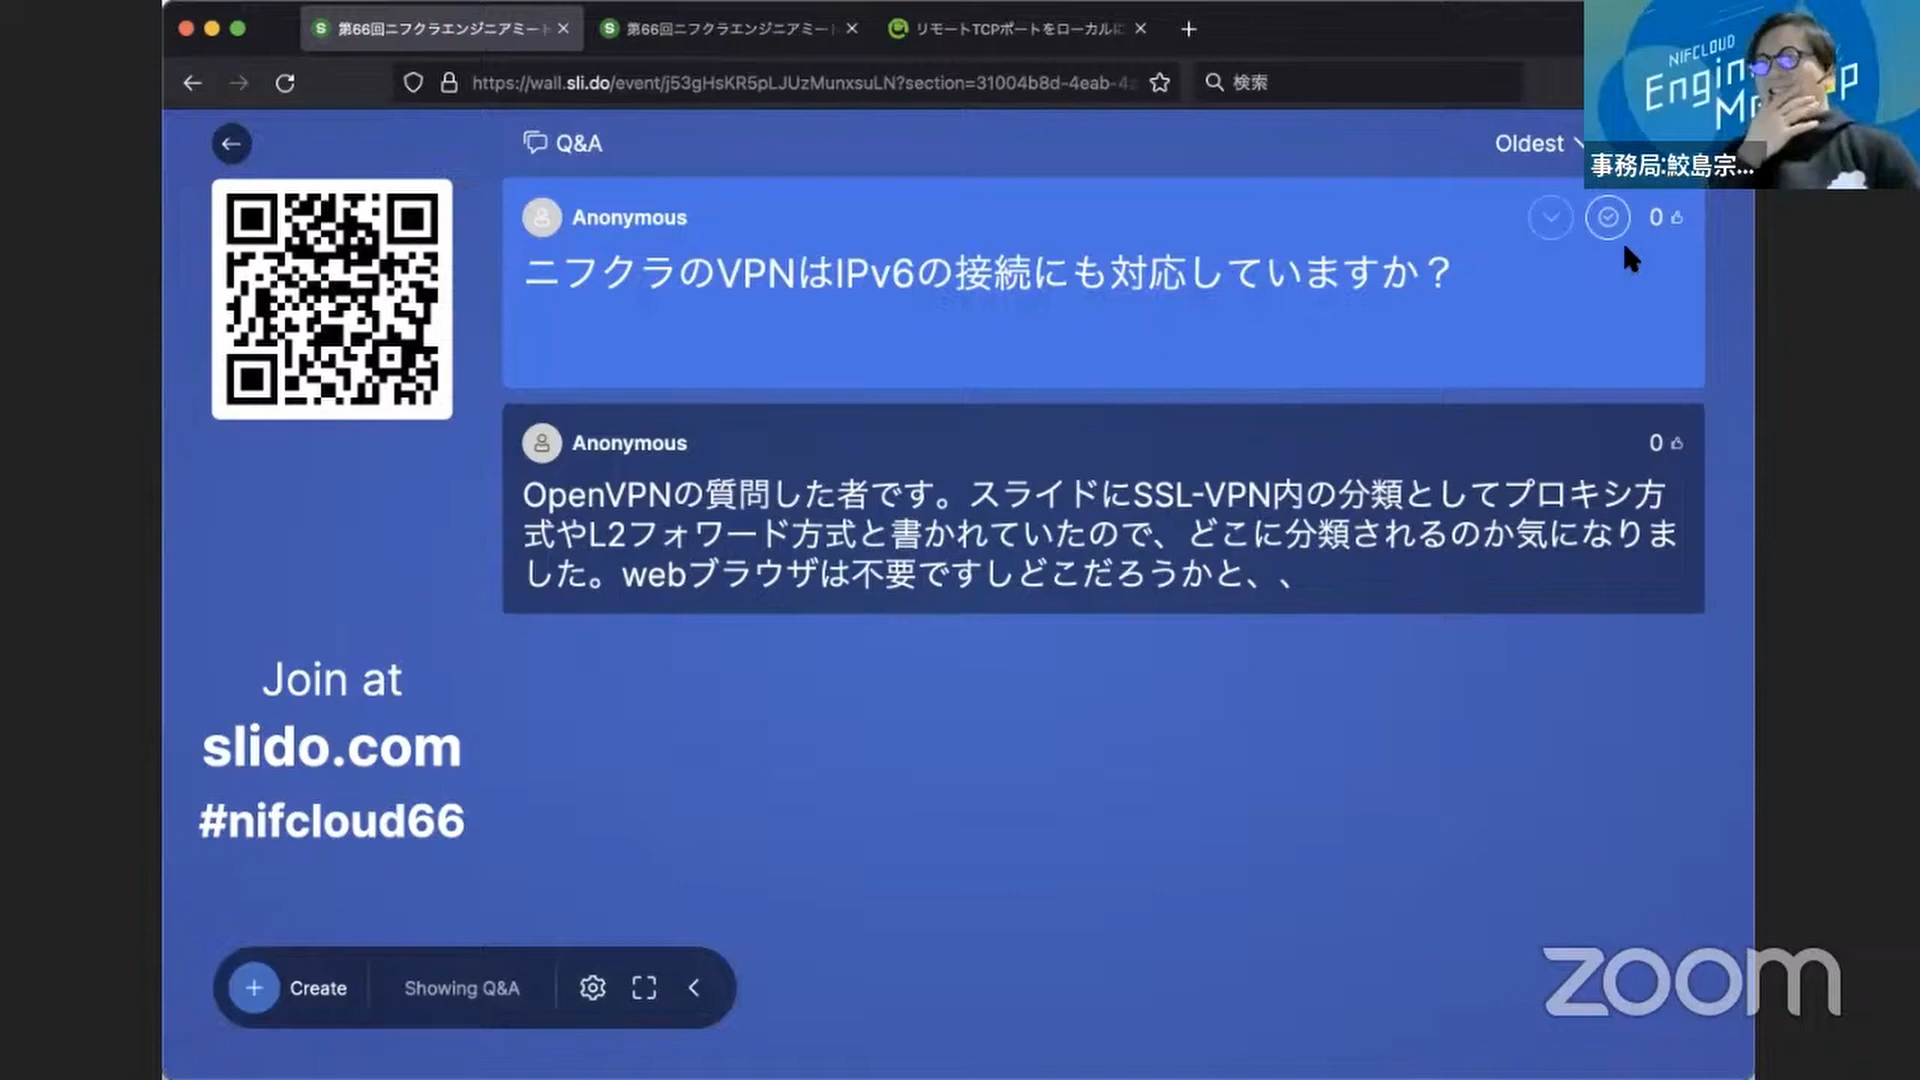 第66回ニフクラエンジニアミート
第66回ニフクラエンジニアミート
リモートTCPポートをローカルに
https://wall.sli.do/event/j53gHsKR5pLJUzMunxsuLN?section=31004b8d-4eab-4
検索
NIFCLOUD
Engin
事務局:鮫島宗...
Q&A
Oldest
Anonymous
0
ニフクラのVPNはIPv6の接続にも対応していますか？
Anonymous
0
OpenVPNの質問した者です。スライドにSSL-VPN内の分類としてプロキシ方
式やL2フォワード方式と書かれていたので、どこに分類されるのか気になりま
した。webブラウザは不要ですしどこだろうかと、、
Join at
slido.com
#nifcloud66
Create
Showing Q&A
zoom